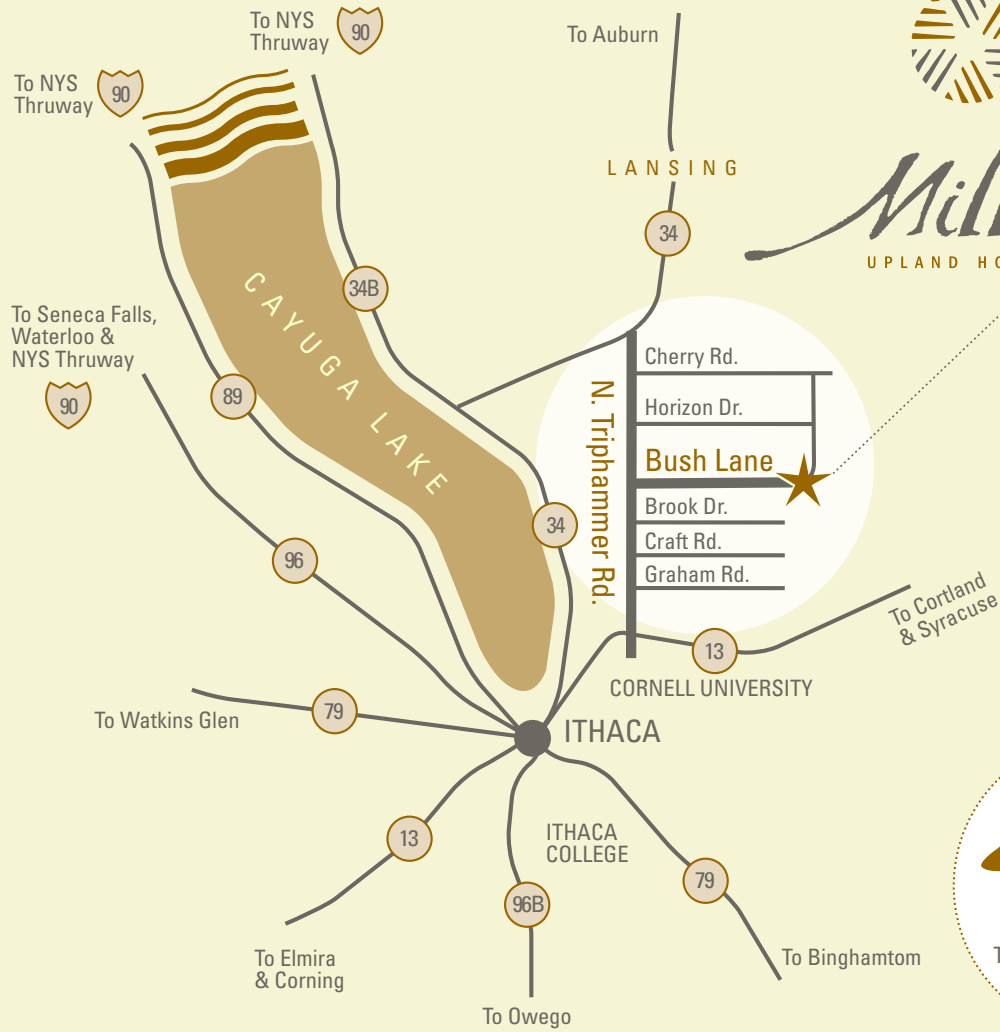 To NYS
Thruway
90
To NYS
Thruway
90
To Auburn
LANSING
34
UPLAND
34B
CAYUGA LAKE
To Seneca Falls,
Waterloo &
NYS Thruway
90
89
Cherry Rd.
Horizon Dr.
N. Triphammer Rd.
Bush Lane
Brook Dr.
Craft Rd.
Graham Rd.
34
96
To Cortland
& Syracuse
13
CORNELL UNIVERSITY
79
To Watkins Glen
ITHACA
13
ITHACA
COLLEGE
79
96B
To Elmira
& Corning
To Binghamtom
To Owego